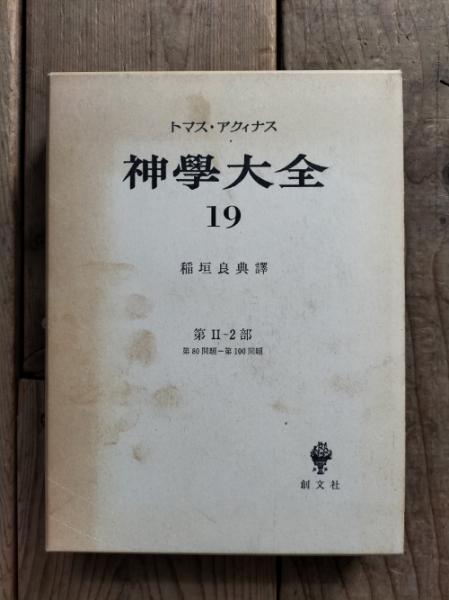 トマス・アクィナス
神學大全
19
稲垣良典譯
第II-2部
第80問題－第100問題
創文社